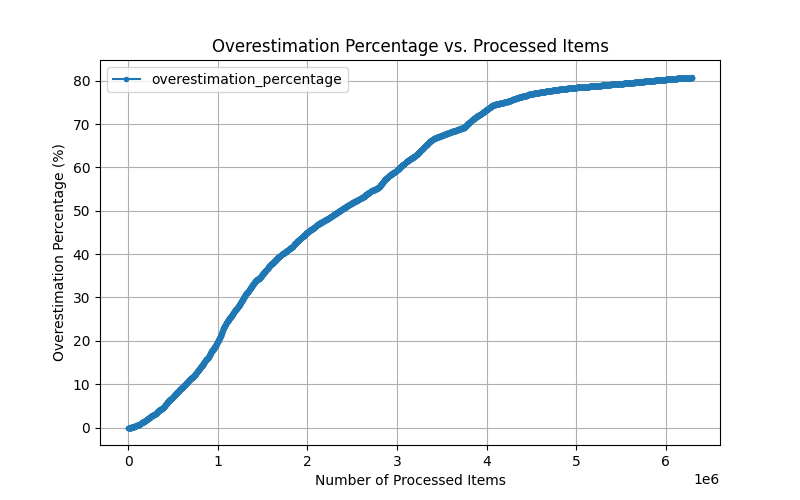 Overestimation Percentage vs. Processed Items
overestimation_percentage
Overestimation Percentage (%)
80
70
60
50
40
30
20
10
0
0 1 2 3 4 5 6
1e6
Number of Processed Items